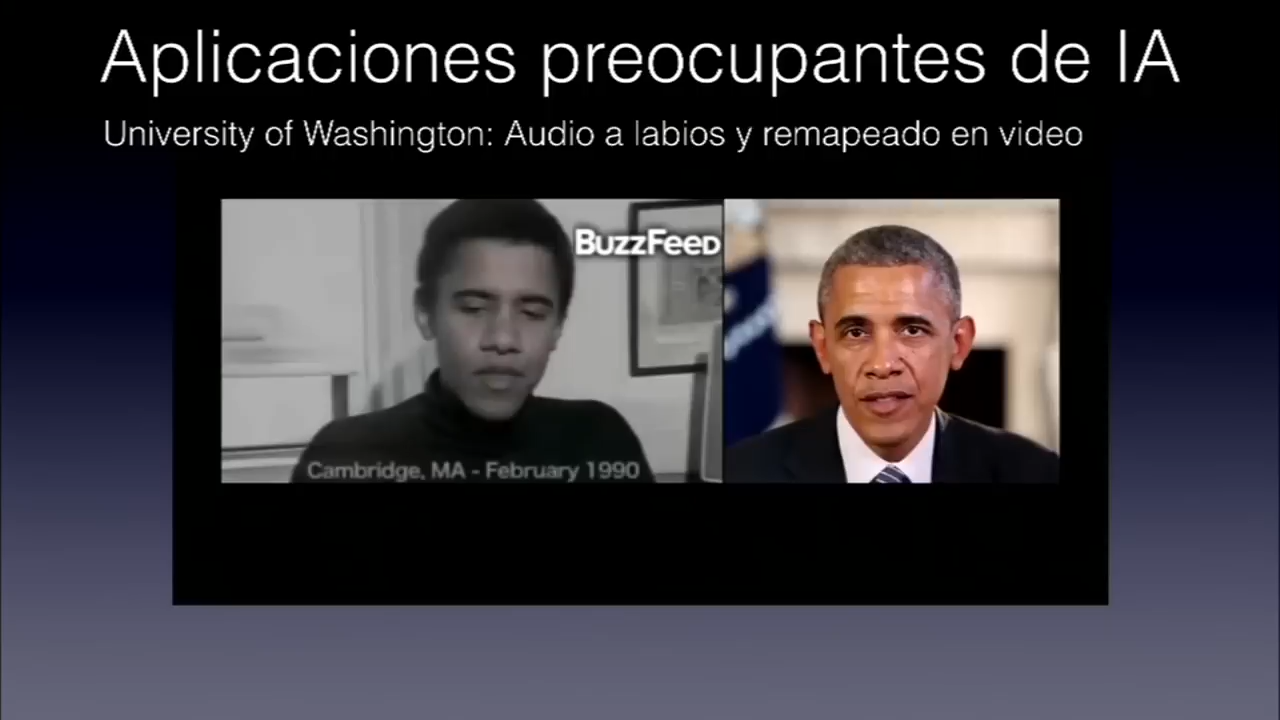 Aplicaciones preocupantes de IA
University of Washington: Audio a labios y remapeado en video
BuzzFeed
Cambridge, MA - February 1990